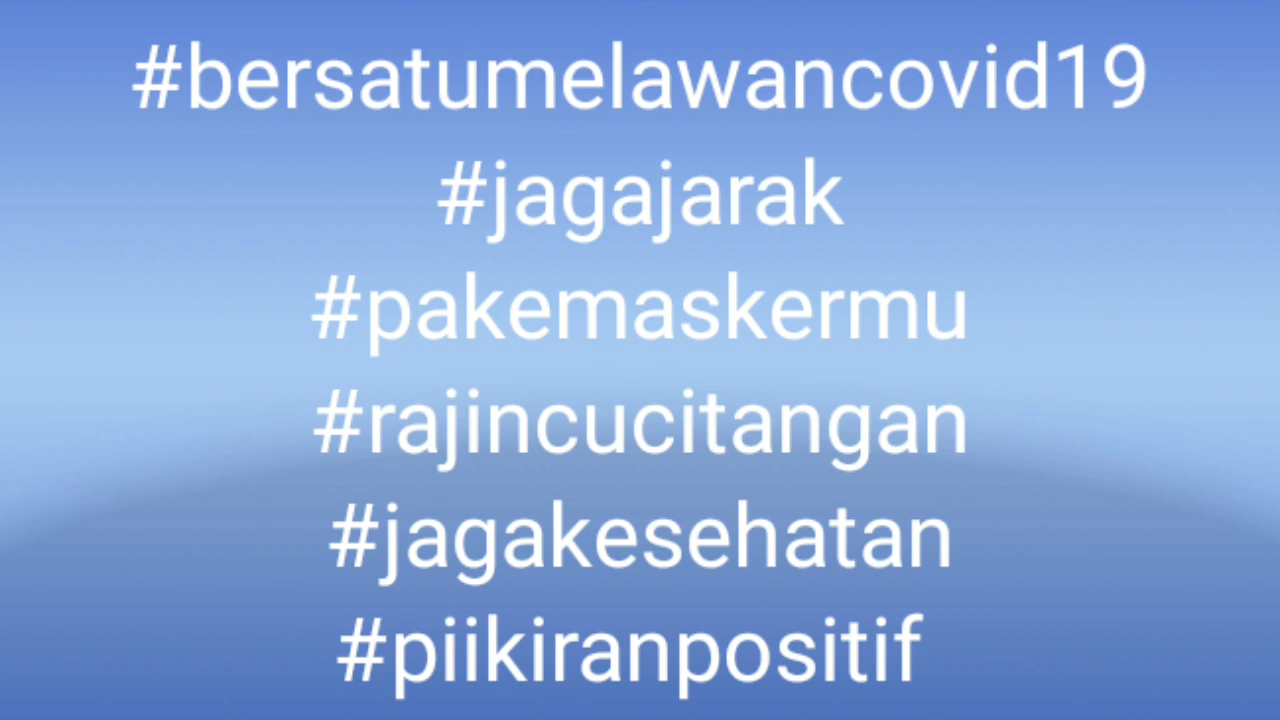 #bersatumelawancovid19
#jagajarak
#pakemaskermu
#rajincucitangan
#jagakesehatan
#piikiranpositif